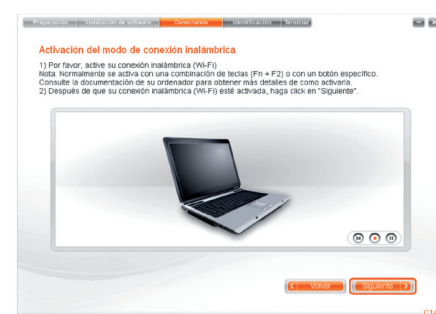 Preparación Instalación de software Conectando Identificación Terminar
Activación del modo de conexión inalámbrica
1) Por favor, active su conexión inalámbrica (Wi-Fi)
Nota: Normalmente se activa con una combinación de teclas (Fn + F2) o con un botón específico.
Consulte la documentación de su ordenador para obtener más detalles de como activarla.
2) Después de que su conexión inalámbrica (Wi-Fi) esté activada, haga click en "Siguiente".
Volver Siguiente